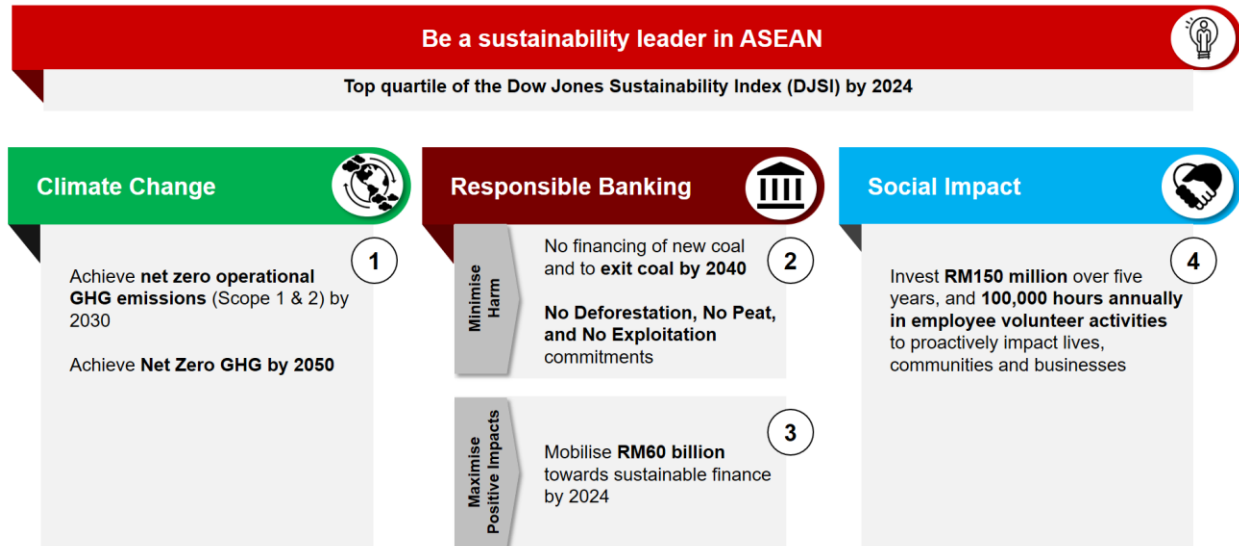 Be a sustainability leader in ASEAN
Top quartile of the Dow Jones Sustainability Index (DJSI) by 2024
Climate Change
1
Achieve net zero operational
GHG emissions (Scope 1 & 2) by
2030
Achieve Net Zero GHG by 2050
Responsible Banking
Minimise
Harm
2
No financing of new coal
and to exit coal by 2040
No Deforestation, No Peat,
and No Exploitation
commitments
Maximise
Positive Impacts
3
Mobilise RM60 billion
towards sustainable finance
by 2024
Social Impact
4
Invest RM150 million over five
years, and 100,000 hours annually
in employee volunteer activities
to proactively impact lives,
communities and businesses